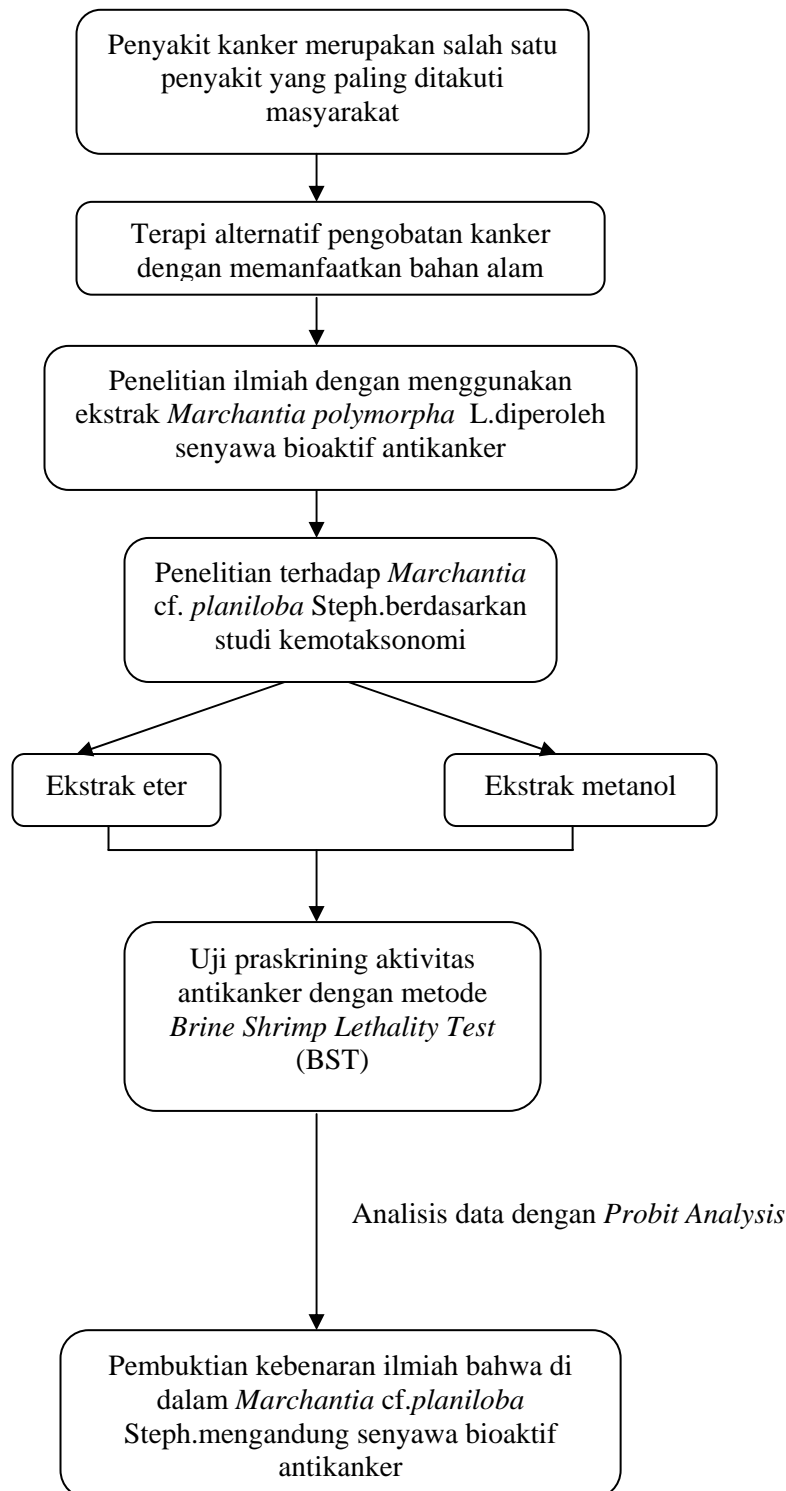 Penyakit kanker merupakan salah satu
penyakit yang paling ditakuti
masyarakat
Terapi alternatif pengobatan kanker
dengan memanfaatkan bahan alam
Penelitian ilmiah dengan menggunakan
ekstrak Marchantia polymorpha L.diperoleh
senyawa bioaktif antikanker
Penelitian terhadap Marchantia
cf. planiloba Steph.berdasarkan
studi kemotaksonomi
Ekstrak eter
Ekstrak metanol
Uji praskrining aktivitas
antikanker dengan metode
Brine Shrimp Lethality Test
(BST)
Analisis data dengan Probit Analysis
Pembuktian kebenaran ilmiah bahwa di
dalam Marchantia cf.planiloba
Steph.mengandung senyawa bioaktif
antikanker